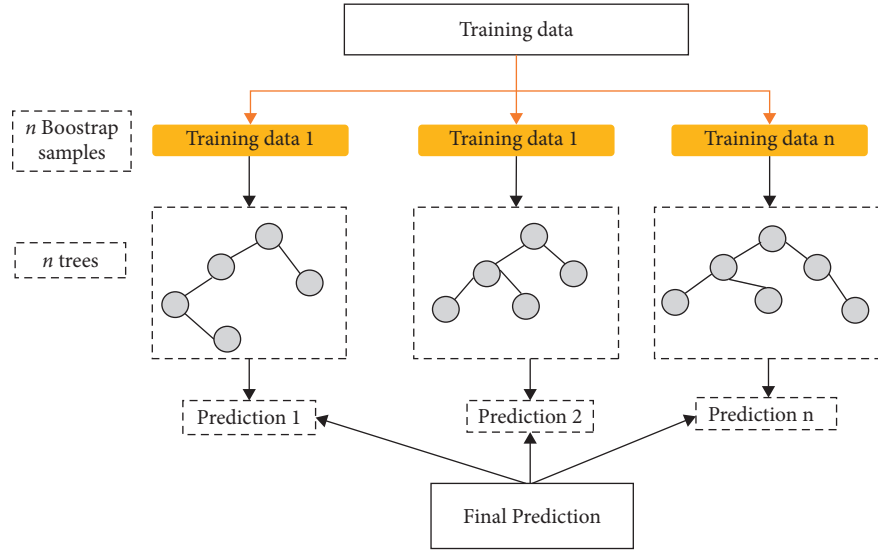 Training data
n Boostrap
samples
Training data 1
Training data 1
Training data n
n trees
Prediction 1
Prediction 2
Prediction n
Final Prediction